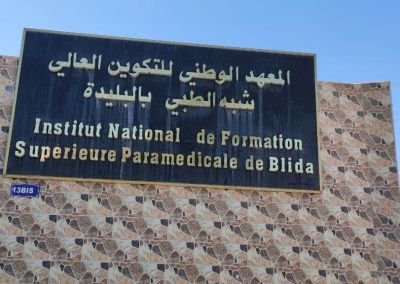 المعهد الوطني للتكوين العالي
شبه الطبي بالبليدة
Institut National de Formation
Superieure Paramedicale de Blida
13BIS